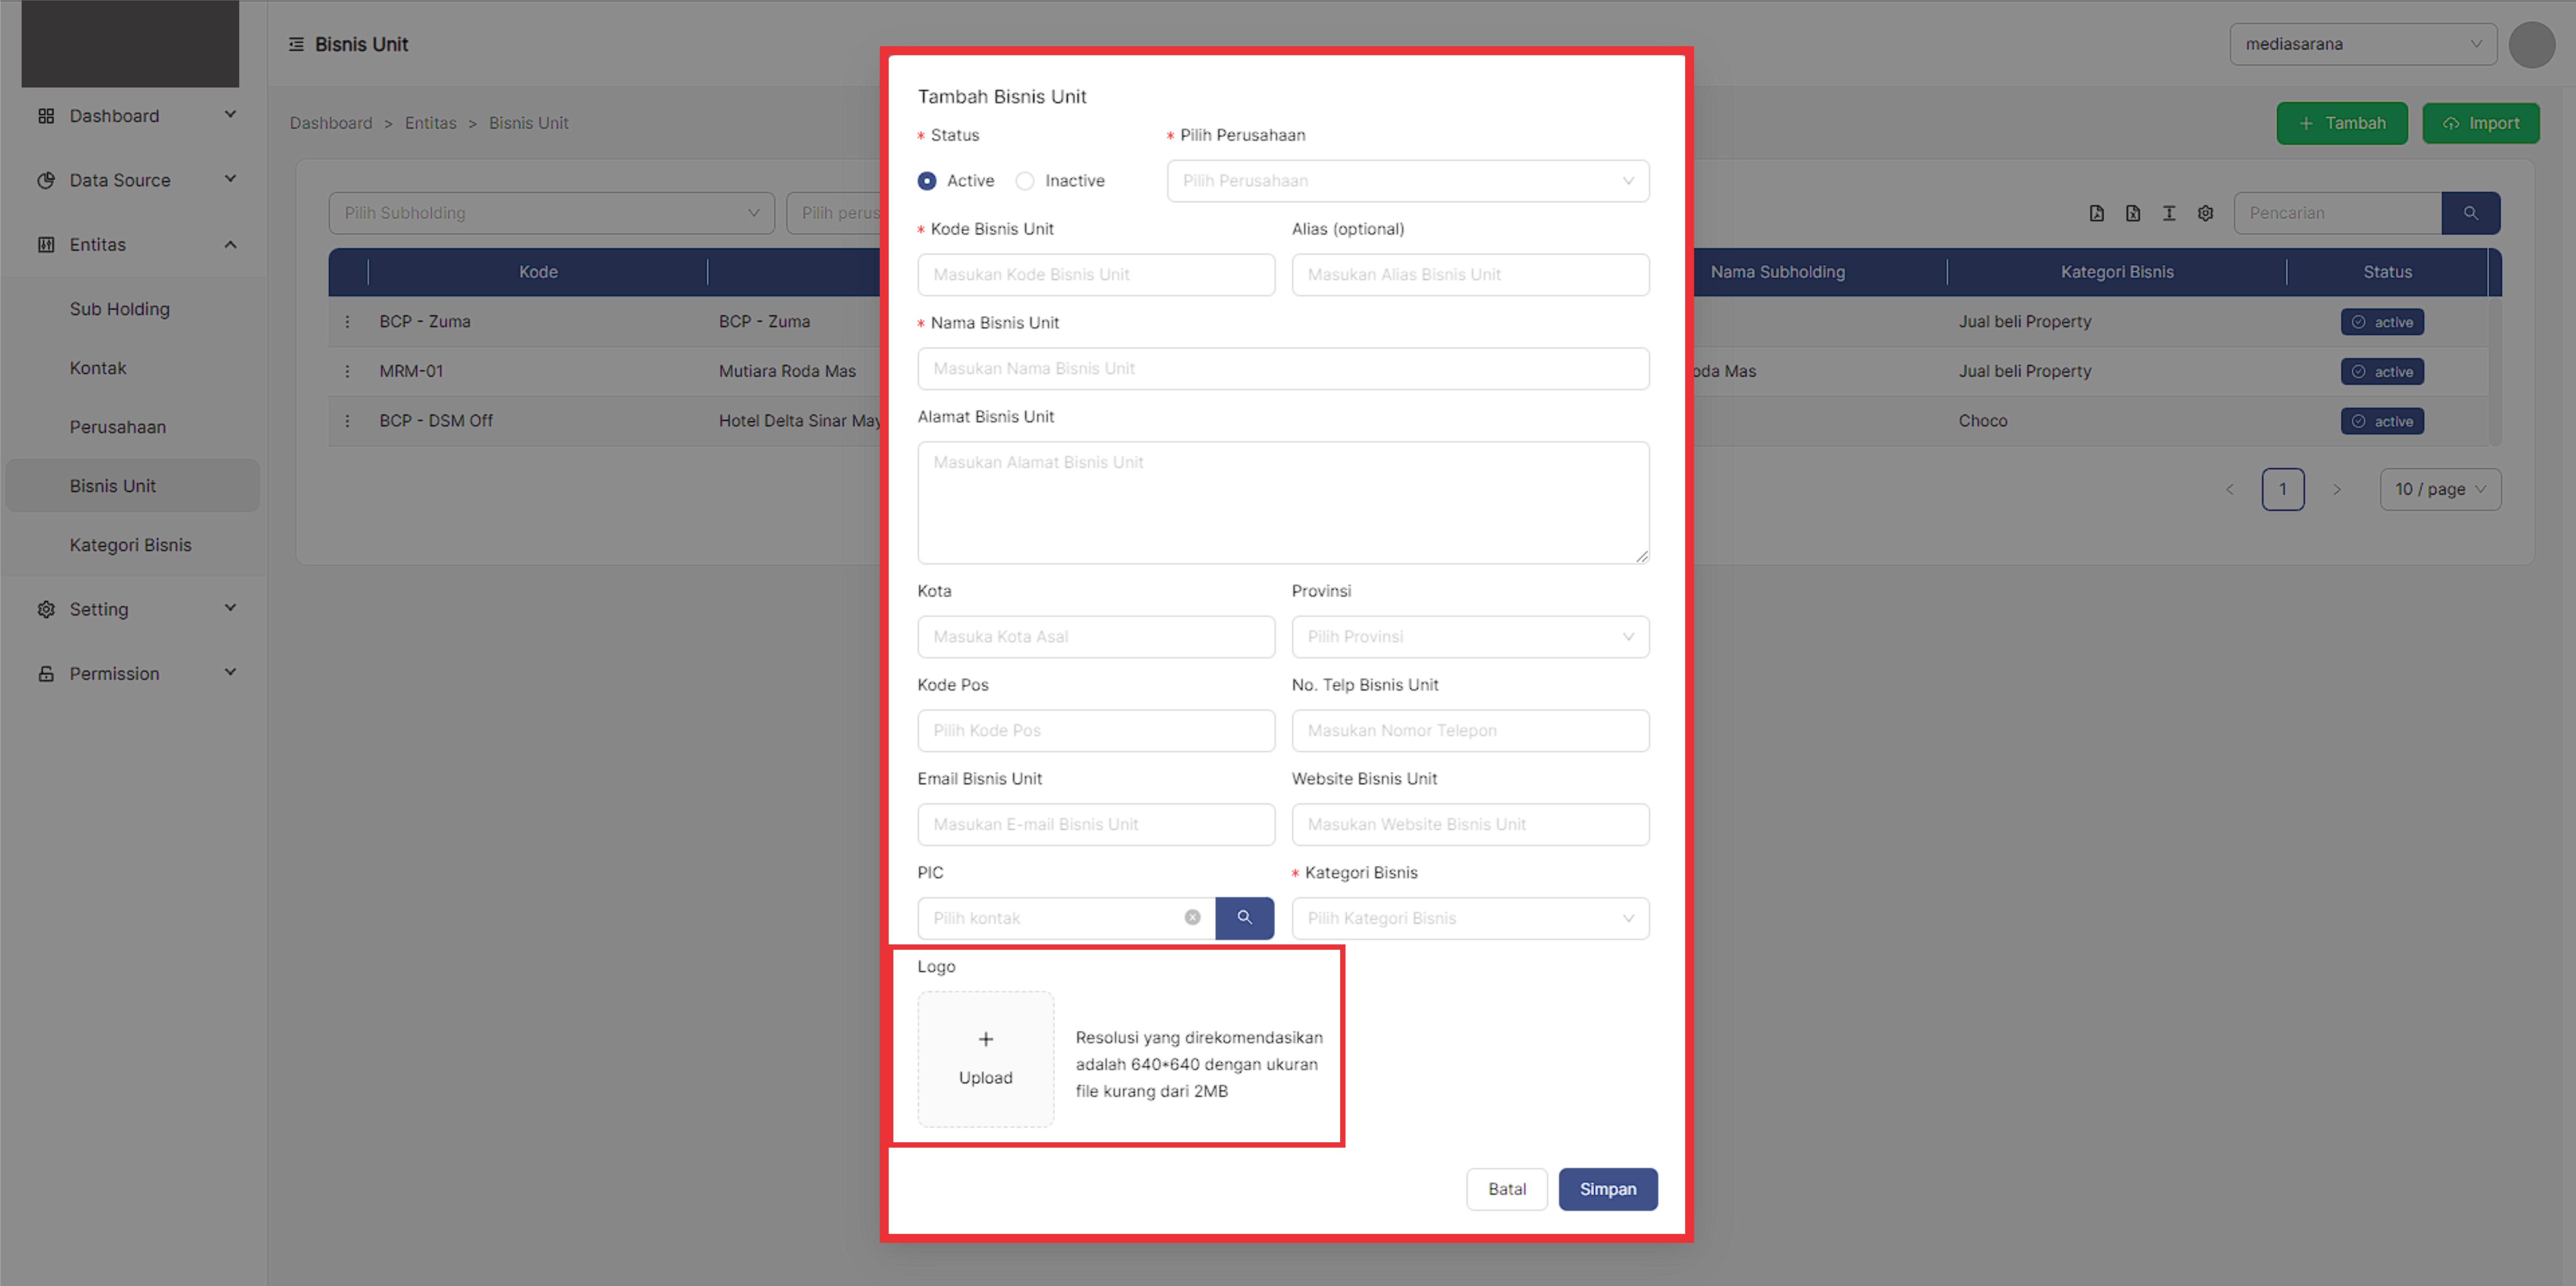 Bisnis Unit
mediasarana
Dashboard
Data Source
Entitas
Sub Holding
Kontak
Perusahaan
Bisnis Unit
Kategori Bisnis
Setting
Permission
Dashboard > Entitas > Bisnis Unit
+ Tambah
Import
Pilih Subholding
Pilih perus
Pencarian
Kode
Nama Subholding
Kategori Bisnis
Status
BCP - Zuma
BCP - Zuma
Jual beli Property
active
MRM-01
Mutiara Roda Mas
oda Mas
Jual beli Property
active
BCP - DSM Off
Hotel Delta Sinar May
Choco
active
1
10 / page
Tambah Bisnis Unit
* Status
* Pilih Perusahaan
Active
Inactive
Pilih Perusahaan
* Kode Bisnis Unit
Alias (optional)
Masukan Kode Bisnis Unit
Masukan Alias Bisnis Unit
* Nama Bisnis Unit
Masukan Nama Bisnis Unit
Alamat Bisnis Unit
Masukan Alamat Bisnis Unit
Kota
Provinsi
Masuka Kota Asal
Pilih Provinsi
Kode Pos
No. Telp Bisnis Unit
Pilih Kode Pos
Masukan Nomor Telepon
Email Bisnis Unit
Website Bisnis Unit
Masukan E-mail Bisnis Unit
Masukan Website Bisnis Unit
PIC
* Kategori Bisnis
Pilih kontak
Pilih Kategori Bisnis
Logo
+
Upload
Resolusi yang direkomendasikan
adalah 640*640 dengan ukuran
file kurang dari 2MB
Batal
Simpan